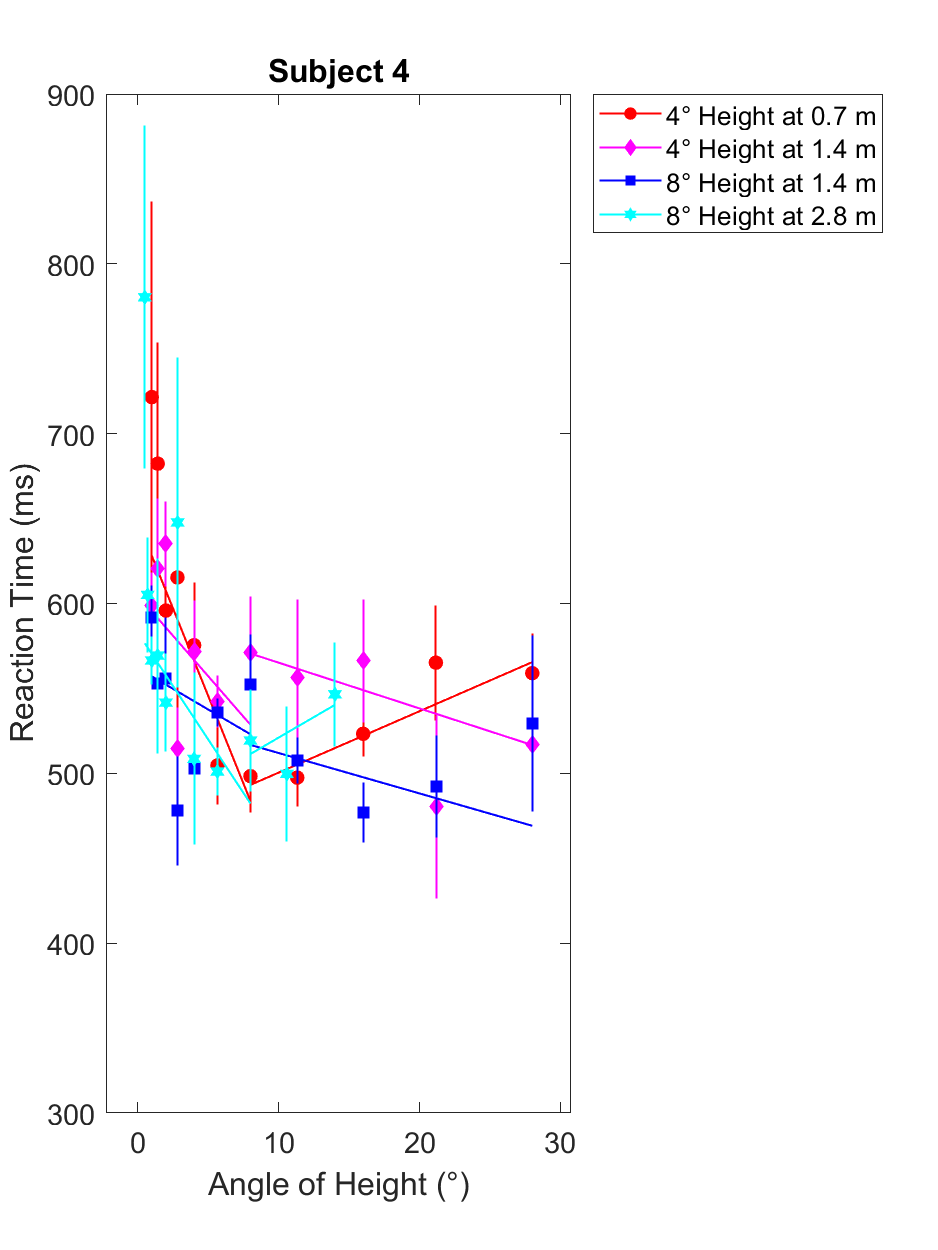 Subject 4
900
800
700
600
500
400
300
Reaction Time (ms)
0 10 20 30
Angle of Height (°)
4° Height at 0.7 m
4° Height at 1.4 m
8° Height at 1.4 m
8° Height at 2.8 m